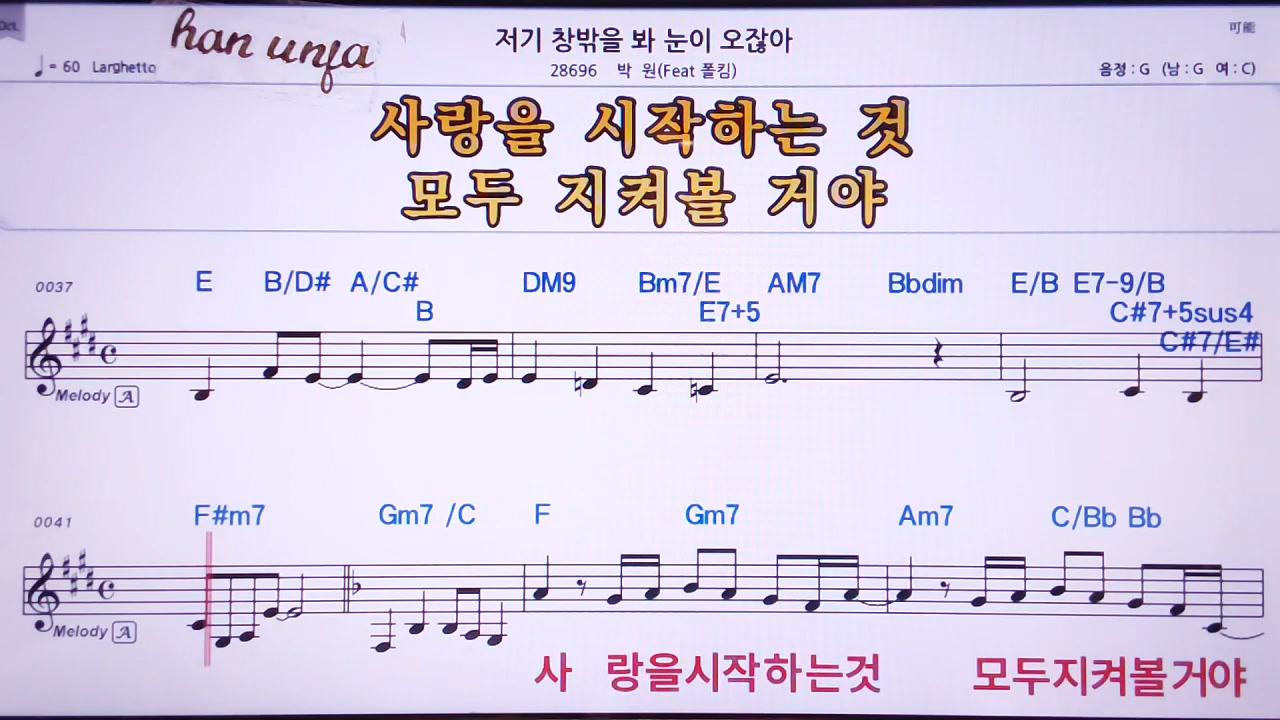 Oct.
han unja
저기 창밖을 봐 눈이 오잖아
可能
♩= 60 Larghetto
28696 박 원(Feat 폴킴)
음정 : G (남 : G 여 : C)
사랑을 시작하는 것
모두 지켜볼 거야
0037
E B/D# A/C# DM9 Bm7/E AM7 Bbdim E/B E7-9/B
B E7+5 C#7+5sus4
C#7/E#
Melody A
0041
F#m7 Gm7 /C F Gm7 Am7 C/Bb Bb
Melody A
사 랑을시작하는것 모두지켜볼거야